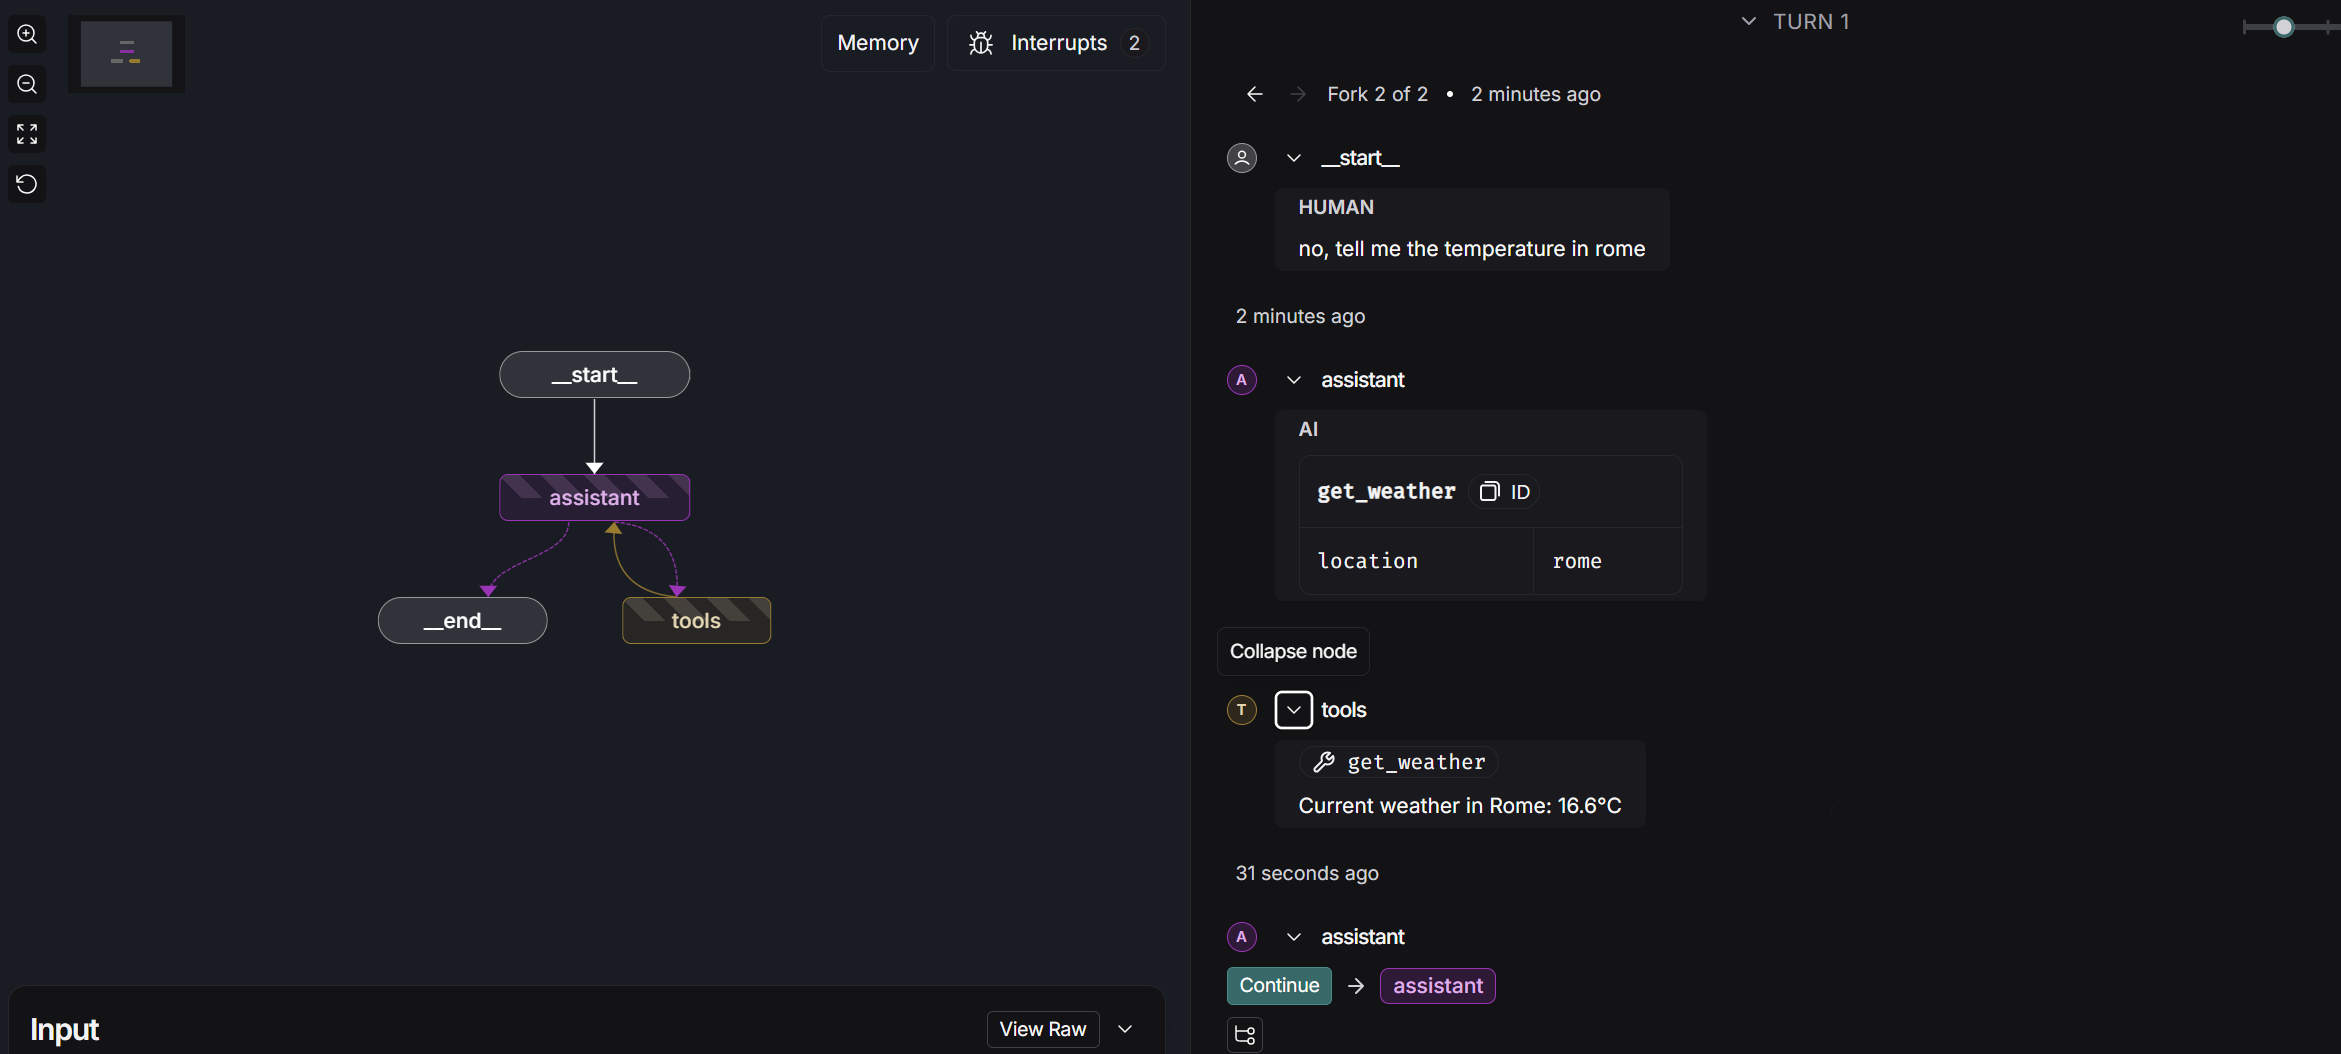 Memory
Interrupts 2
__start__
assistant
__end__
tools
Input
View Raw
TURN 1
Fork 2 of 2 • 2 minutes ago
__start__
HUMAN
no, tell me the temperature in rome
2 minutes ago
A
assistant
AI
get_weather ID
location rome
Collapse node
T
tools
get_weather
Current weather in Rome: 16.6°C
31 seconds ago
A
assistant
Continue → assistant